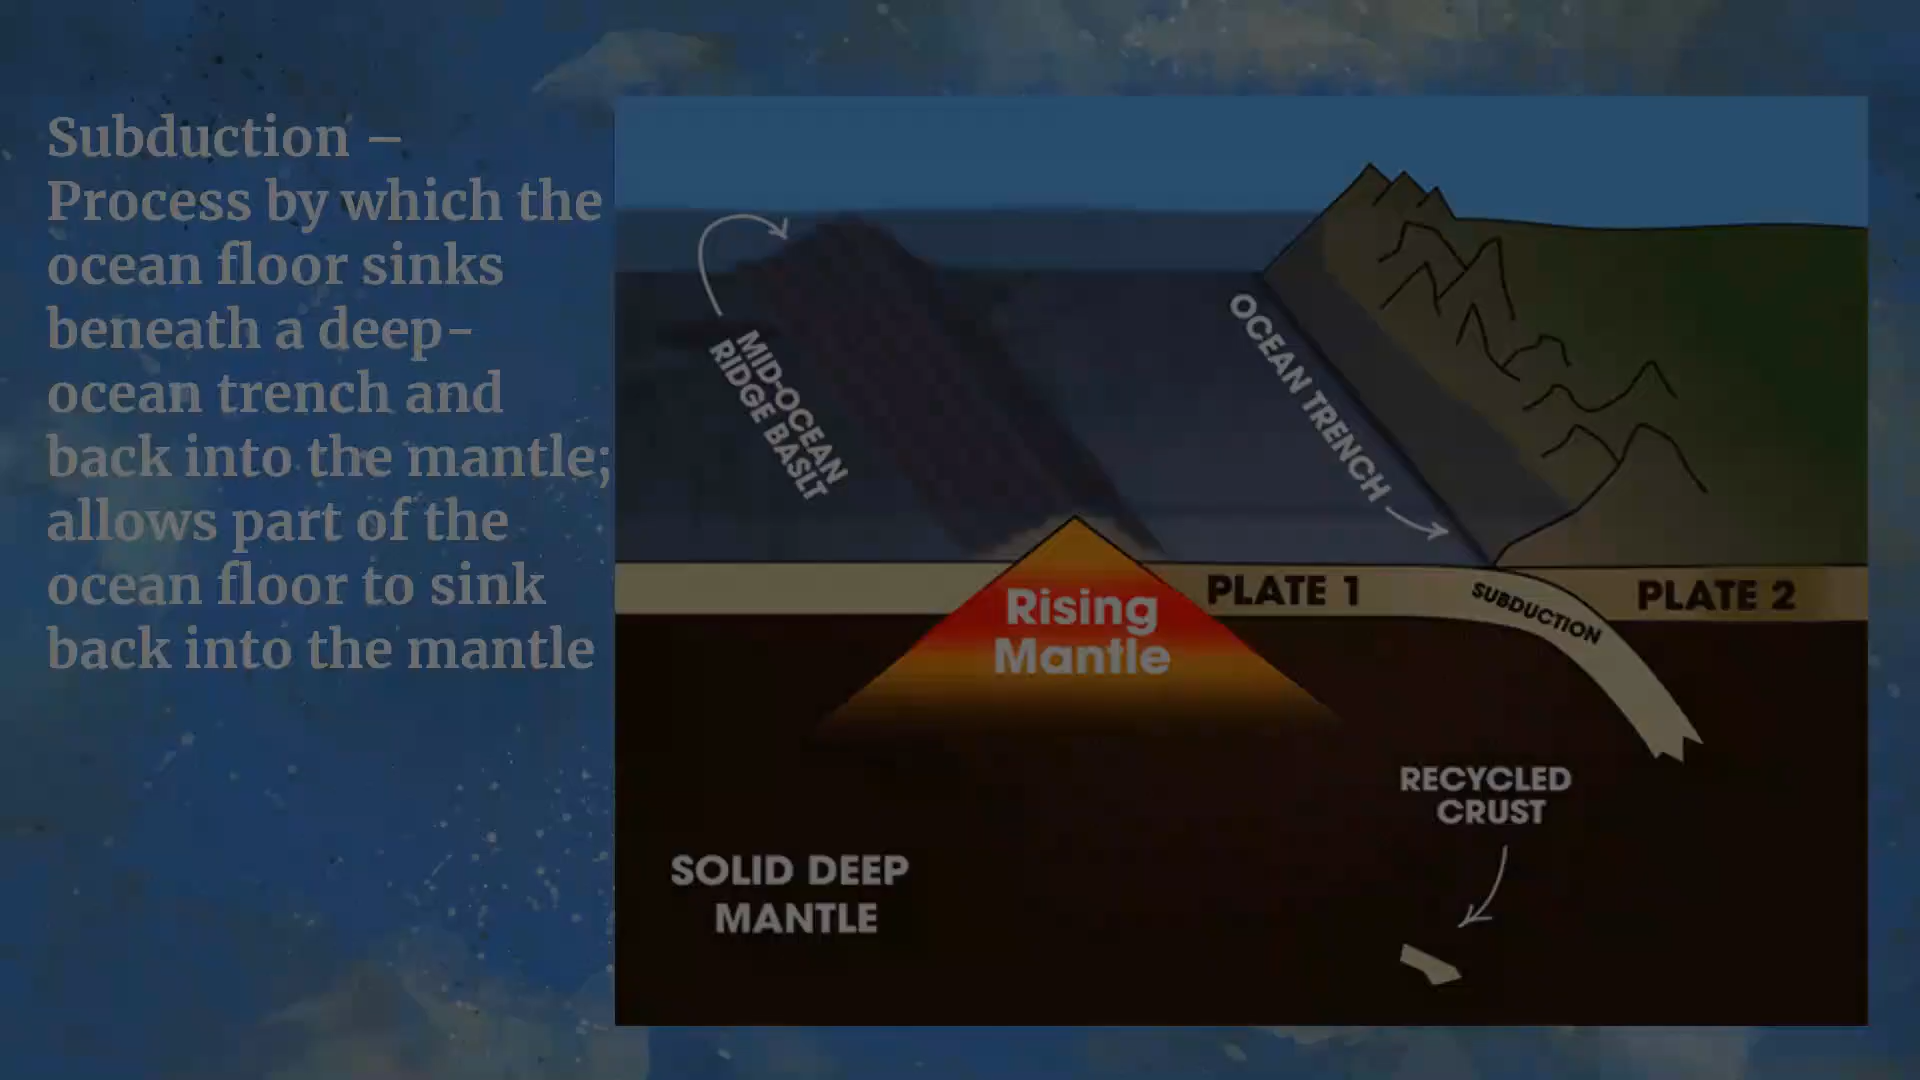 Subduction –
Process by which the
ocean floor sinks
beneath a deep-
ocean trench and
back into the mantle;
allows part of the
ocean floor to sink
back into the mantle
MID-OCEAN
RIDGE BASLT
OCEAN TRENCH
Rising
Mantle
PLATE 1
SUBDUCTION
PLATE 2
RECYCLED
CRUST
SOLID DEEP
MANTLE